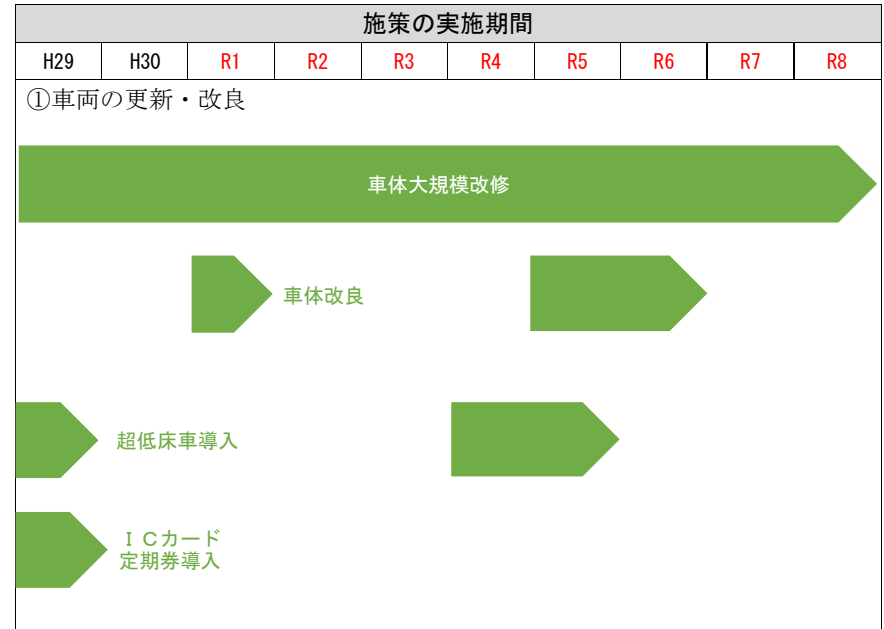 施策の実施期間
H29 H30 R1 R2 R3 R4 R5 R6 R7 R8
①車両の更新・改良
車体大規模改修
車体改良
超低床車導入
ＩＣカード
定期券導入